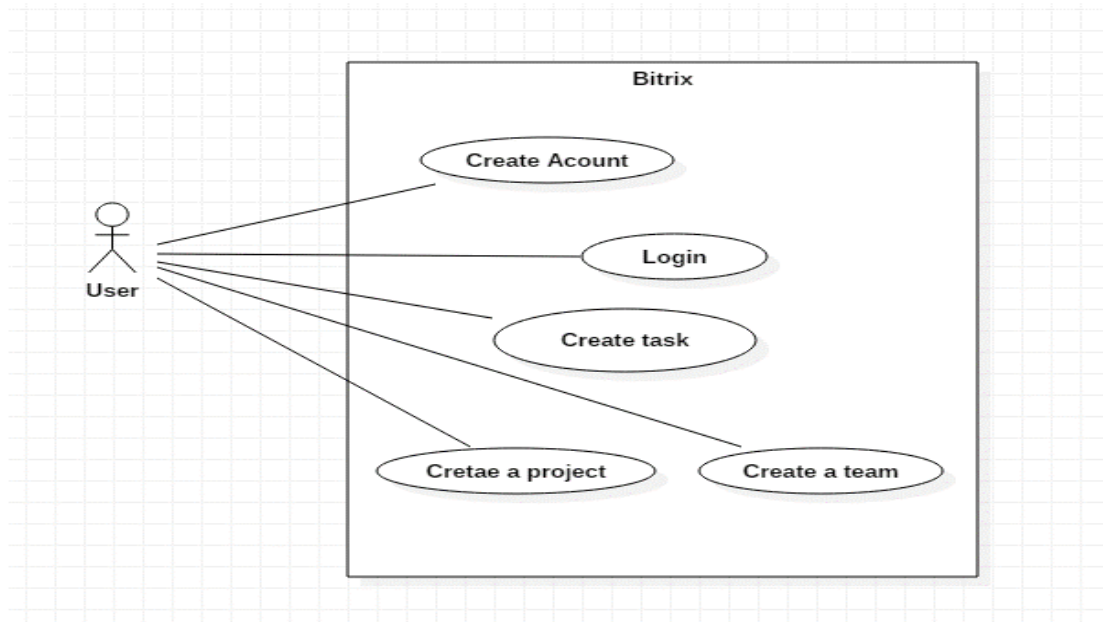 Bitrix
Create Acount
Login
User
Create task
Cretae a project
Create a team